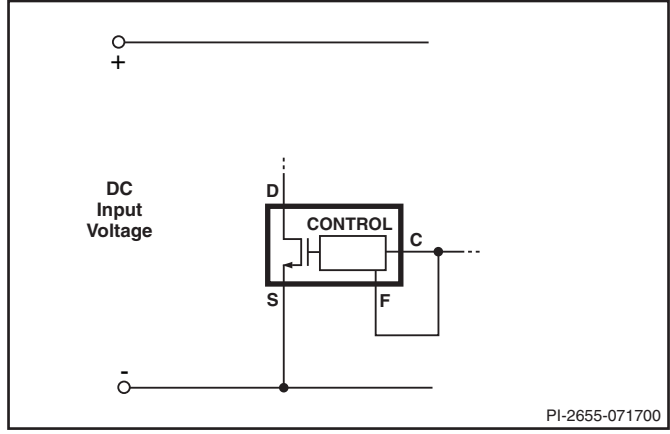 +
D
DC
Input
Voltage
CONTROL
C
S
F
-
PI-2655-071700